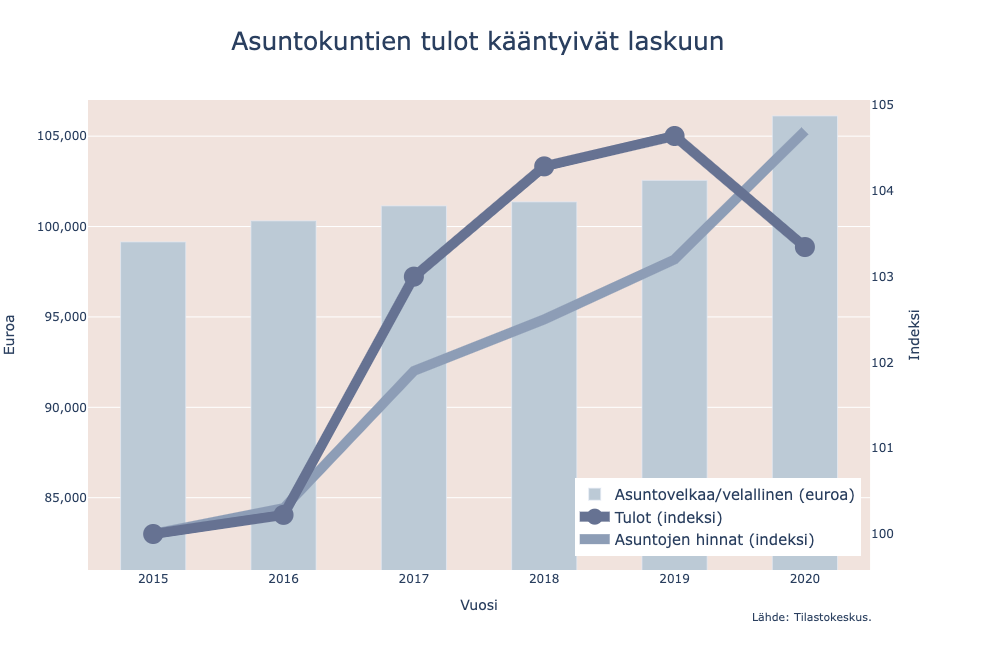 Asuntokuntien tulot kääntyivät laskuun
105,000
100,000
95,000
90,000
85,000
Euroa
105
104
103
102
101
100
Indeksi
Asuntovelkaa/velallinen (euroa)
Tulot (indeksi)
Asuntojen hinnat (indeksi)
2015 2016 2017 2018 2019 2020
Vuosi
Lähde: Tilastokeskus.